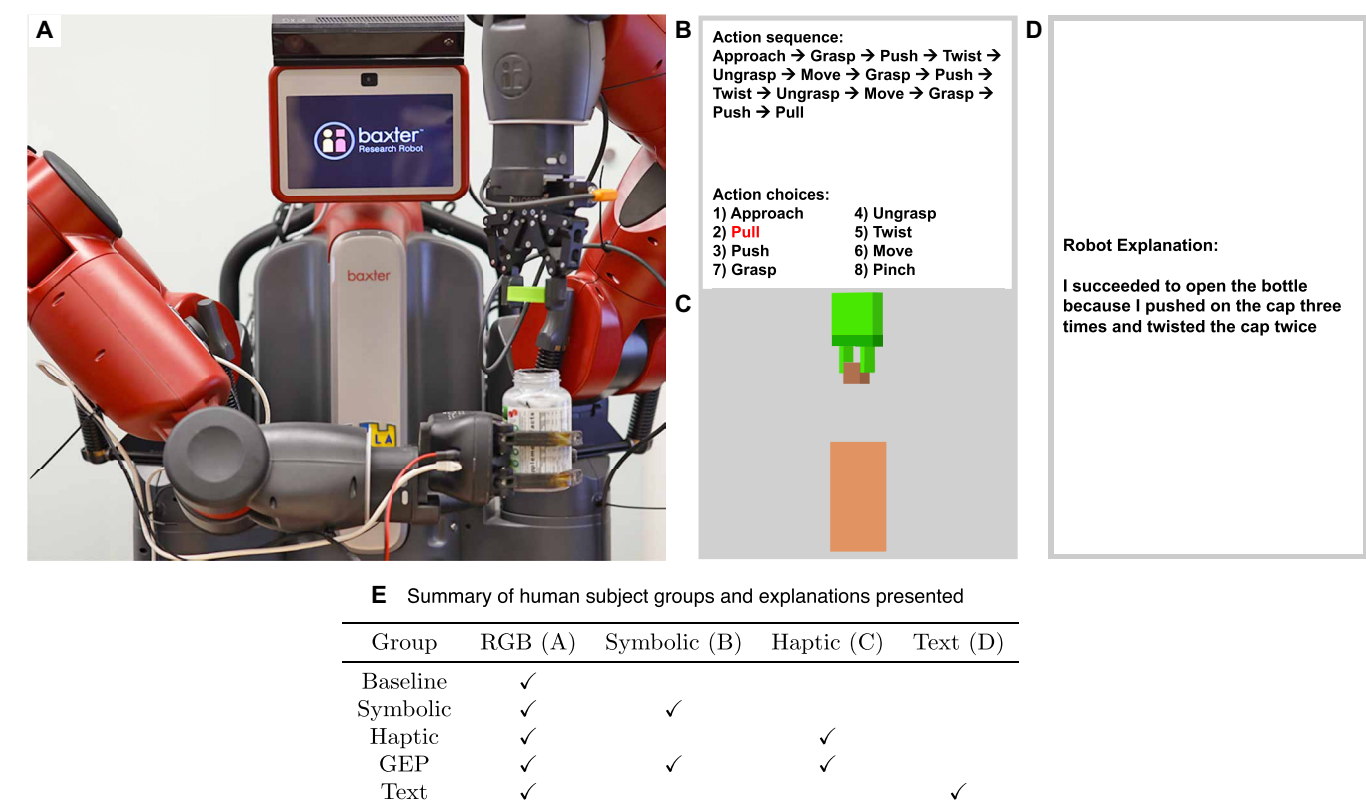 A
baxter
Research Robot
baxter
LA
B
Action sequence:
Approach → Grasp → Push → Twist →
Ungrasp → Move → Grasp → Push →
Twist → Ungrasp → Move → Grasp →
Push → Pull
Action choices:
1) Approach 4) Ungrasp
2) Pull 5) Twist
3) Push 6) Move
7) Grasp 8) Pinch
C
D
Robot Explanation:
I succeeded to open the bottle
because I pushed on the cap three
times and twisted the cap twice
E Summary of human subject groups and explanations presented
Group RGB (A) Symbolic (B) Haptic (C) Text (D)
Baseline ✓
Symbolic ✓ ✓
Haptic ✓ ✓
GEP ✓ ✓ ✓
Text ✓ ✓